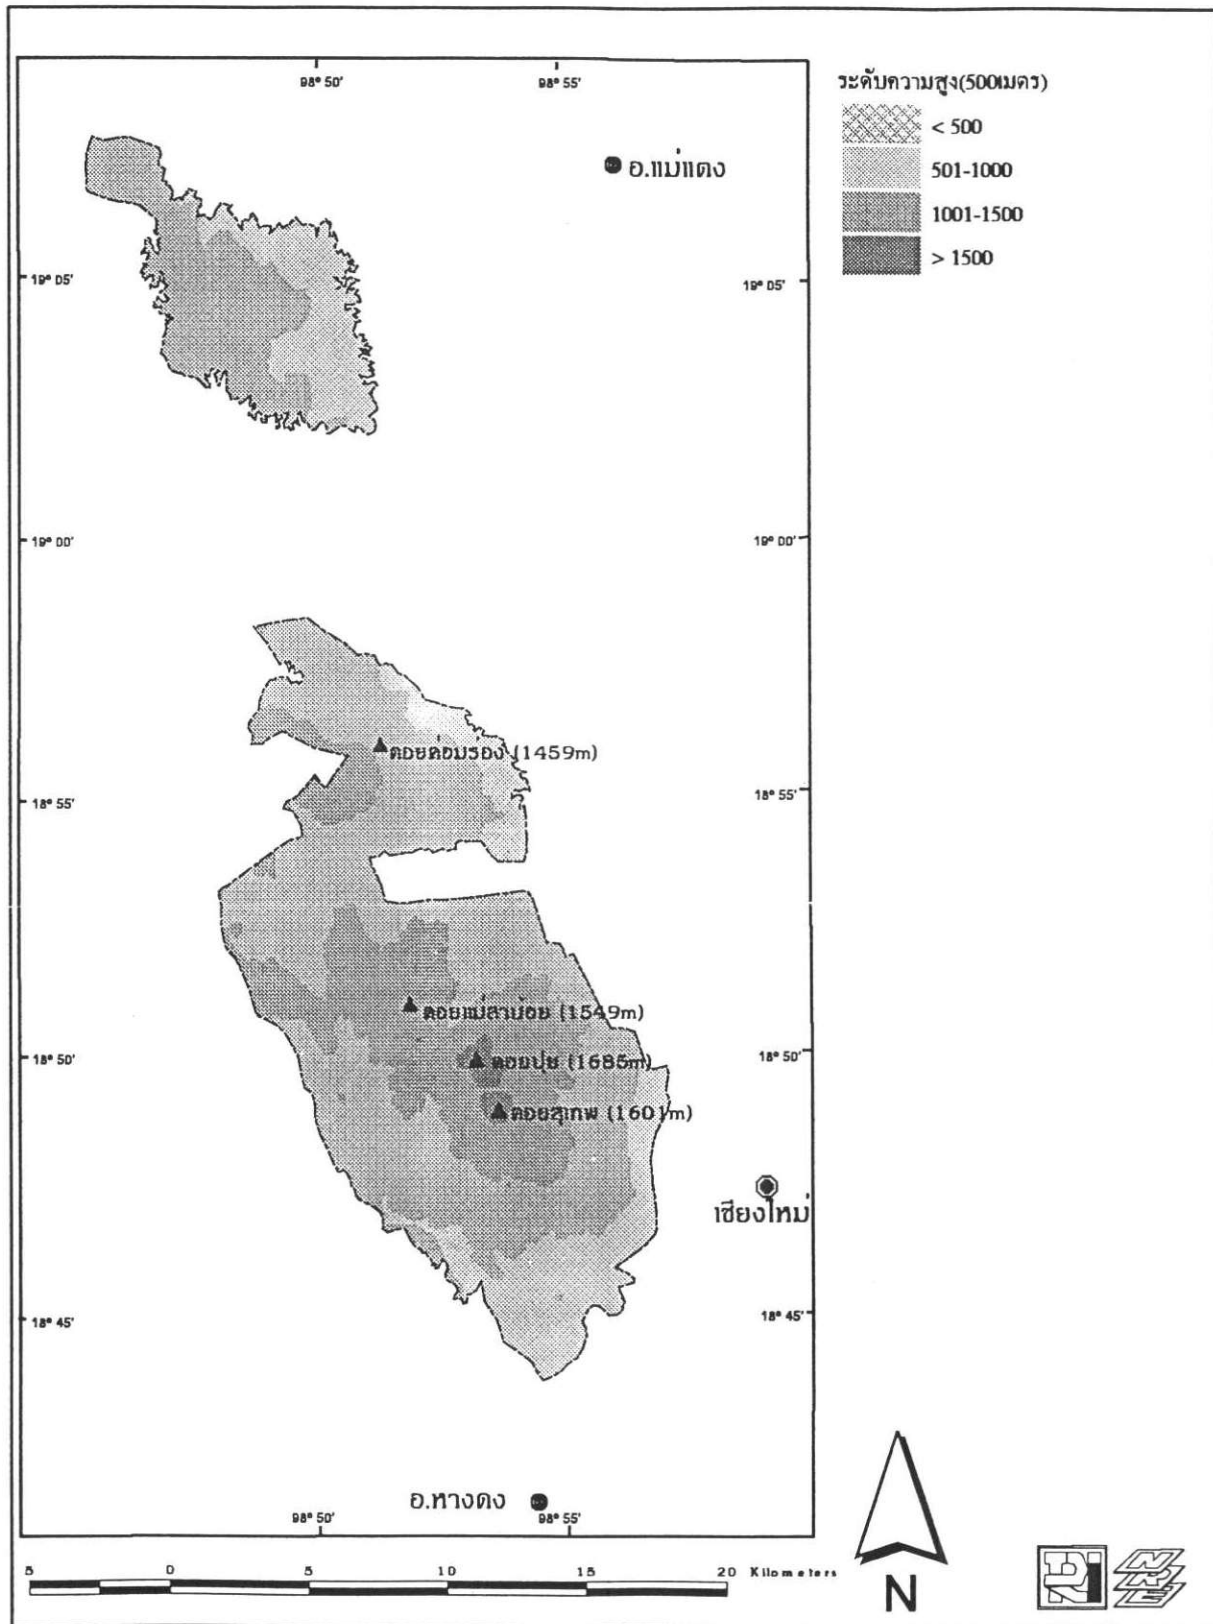 98° 50'
98° 55'
ระดับความสูง(500เมตร)
< 500
501-1000
1001-1500
> 1500
อ.แม่แตง
19° 05'
19° 05'
19° 00'
19° 00'
ดอยค่อมร่อง (1459m)
18° 55'
18° 55'
ดอยแม่สาน้อย (1549m)
ดอยปุย (1685m)
ดอยสุเทพ (1601m)
18° 50'
18° 50'
เชียงใหม่
18° 45'
18° 45'
อ.หางดง
98° 50'
98° 55'
5 0 5 10 15 20 Kilometers
N